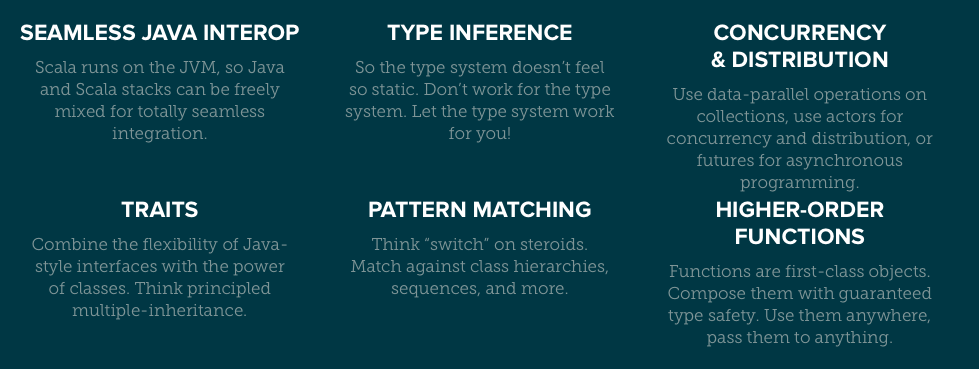 SEAMLESS JAVA INTEROP
Scala runs on the JVM, so Java
and Scala stacks can be freely
mixed for totally seamless
integration.
TYPE INFERENCE
So the type system doesn't feel
so static. Don't work for the type
system. Let the type system work
for you!
CONCURRENCY
& DISTRIBUTION
Use data-parallel operations on
collections, use actors for
concurrency and distribution, or
futures for asynchronous
programming.
TRAITS
Combine the flexibility of Java-
style interfaces with the power
of classes. Think principled
multiple-inheritance.
PATTERN MATCHING
Think “switch” on steroids.
Match against class hierarchies,
sequences, and more.
HIGHER-ORDER
FUNCTIONS
Functions are first-class objects.
Compose them with guaranteed
type safety. Use them anywhere,
pass them to anything.